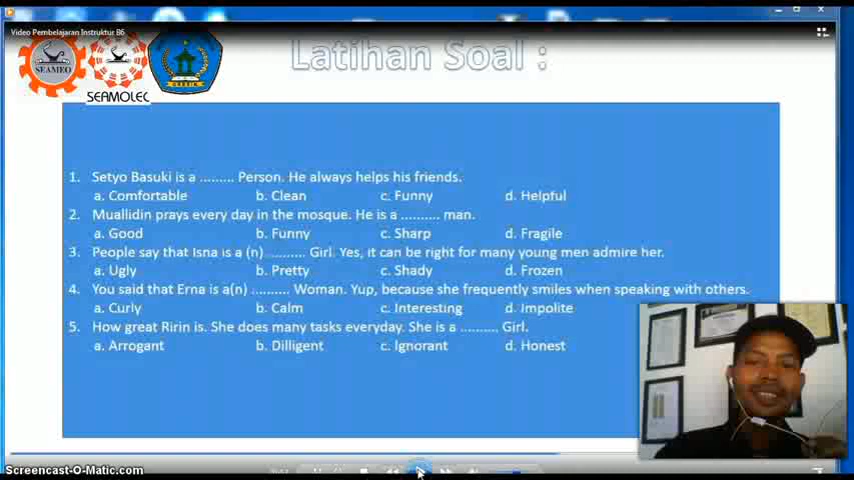 Video Pembelajaran Instruktur B6
SEAMEO
SEAMOLEC
Latihan Soal :
1. Setyo Basuki is a ......... Person. He always helps his friends.
a. Comfortable b. Clean c. Funny d. Helpful
2. Muallidin prays every day in the mosque. He is a .......... man.
a. Good b. Funny c. Sharp d. Fragile
3. People say that Isna is a (n) .......... Girl. Yes, it can be right for many young men admire her.
a. Ugly b. Pretty c. Shady d. Frozen
4. You said that Erna is a(n) .......... Woman. Yup, because she frequently smiles when speaking with others.
a. Curly b. Calm c. Interesting d. Impolite
5. How great Ririn is. She does many tasks everyday. She is a .......... Girl.
a. Arrogant b. Dilligent c. Ignorant d. Honest
Screencast-O-Matic.com